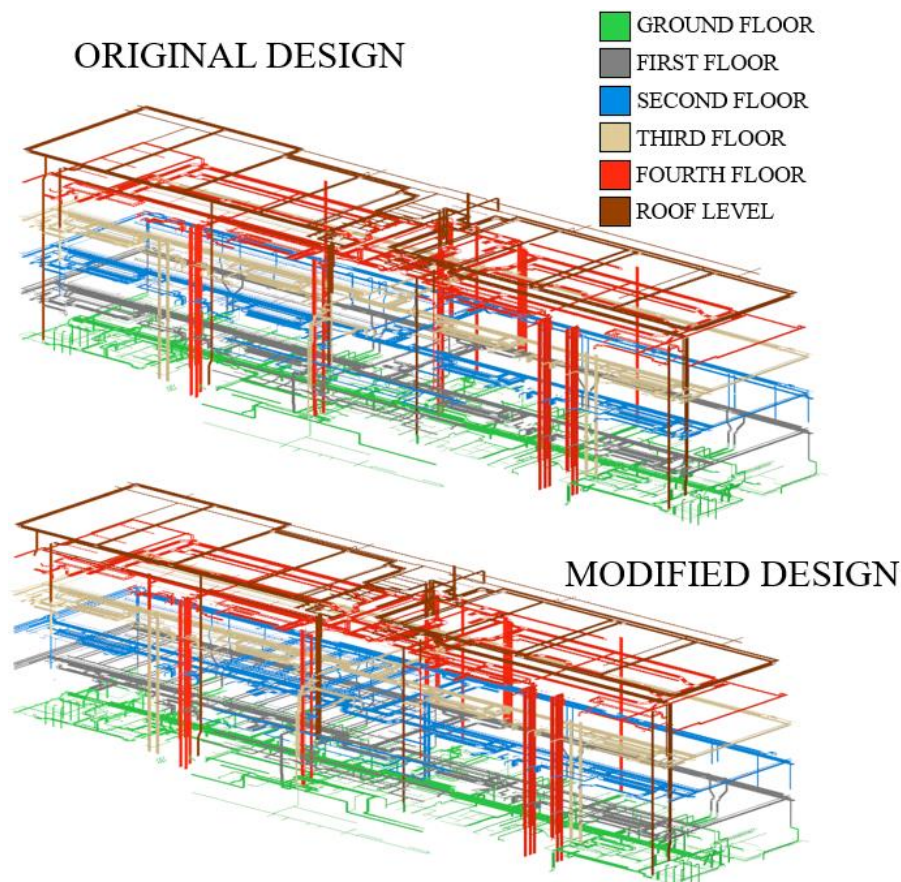 ORIGINAL DESIGN
GROUND FLOOR
FIRST FLOOR
SECOND FLOOR
THIRD FLOOR
FOURTH FLOOR
ROOF LEVEL
MODIFIED DESIGN